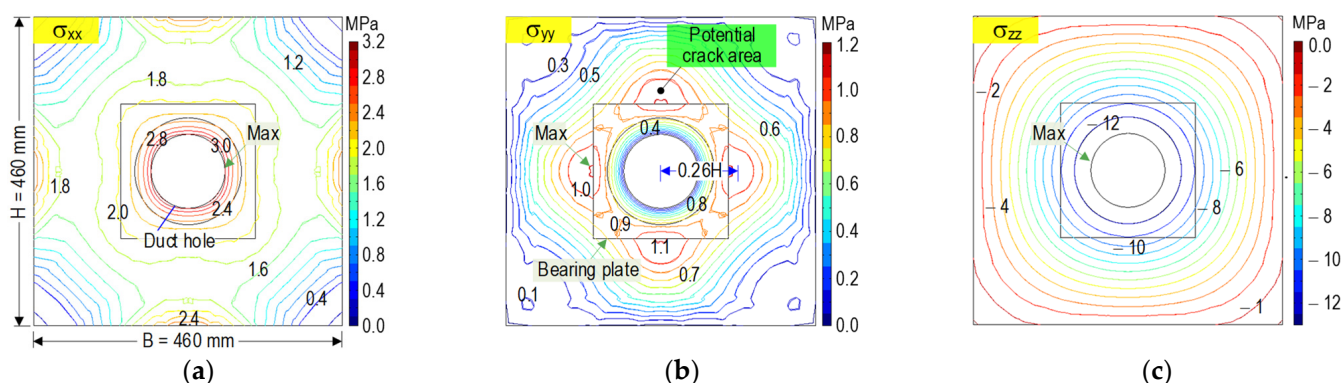 σxx
MPa
3.2
2.8
2.4
2.0
1.6
1.2
0.8
0.4
0.0
1.2
1.8
2.8
3.0
Max
1.8
2.0
2.4
Duct hole
1.6
0.4
2.4
H = 460 mm
B = 460 mm
(a)
σyy
Potential
crack area
MPa
1.2
1.0
0.8
0.6
0.4
0.2
0.0
0.3
0.5
Max
0.4
0.6
0.26H
1.0
0.8
0.9
1.1
Bearing plate
0.7
0.1
(b)
σzz
MPa
0.0
−2
−4
−6
−8
−10
−12
−2
−12
Max
−6
−4
−8
−10
−1
(c)